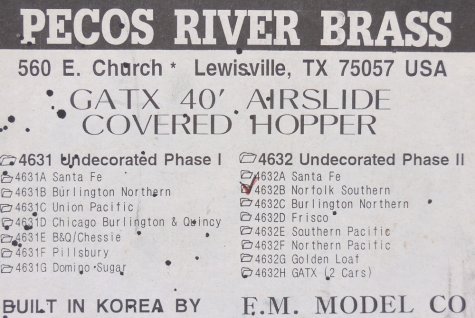 PECOS RIVER BRASS
560 E. Church * Lewisville, TX 75057 USA
GATX 40' AIRSLIDE
COVERED HOPPER
4631 Undecorated Phase I
4631A Santa Fe
4631B Burlington Northern
4631C Union Pacific
4631D Chicago Burlington & Quincy
4631E B&O/Chessie
4631F Pillsbury
4631G Domino Sugar
4632 Undecorated Phase II
4632A Santa Fe
4632B Norfolk Southern
4632C Burlington Northern
4632D Frisco
4632E Southern Pacific
4632F Northern Pacific
4632G Golden Loaf
4632H GATX (2 Cars)
BUILT IN KOREA BY F.M. MODEL CO